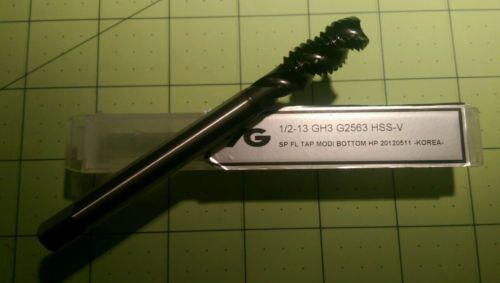 G
1/2-13 GH3 G2563 HSS-V
SP FL TAP MODI BOTTOM HP 20120511 -KOREA-